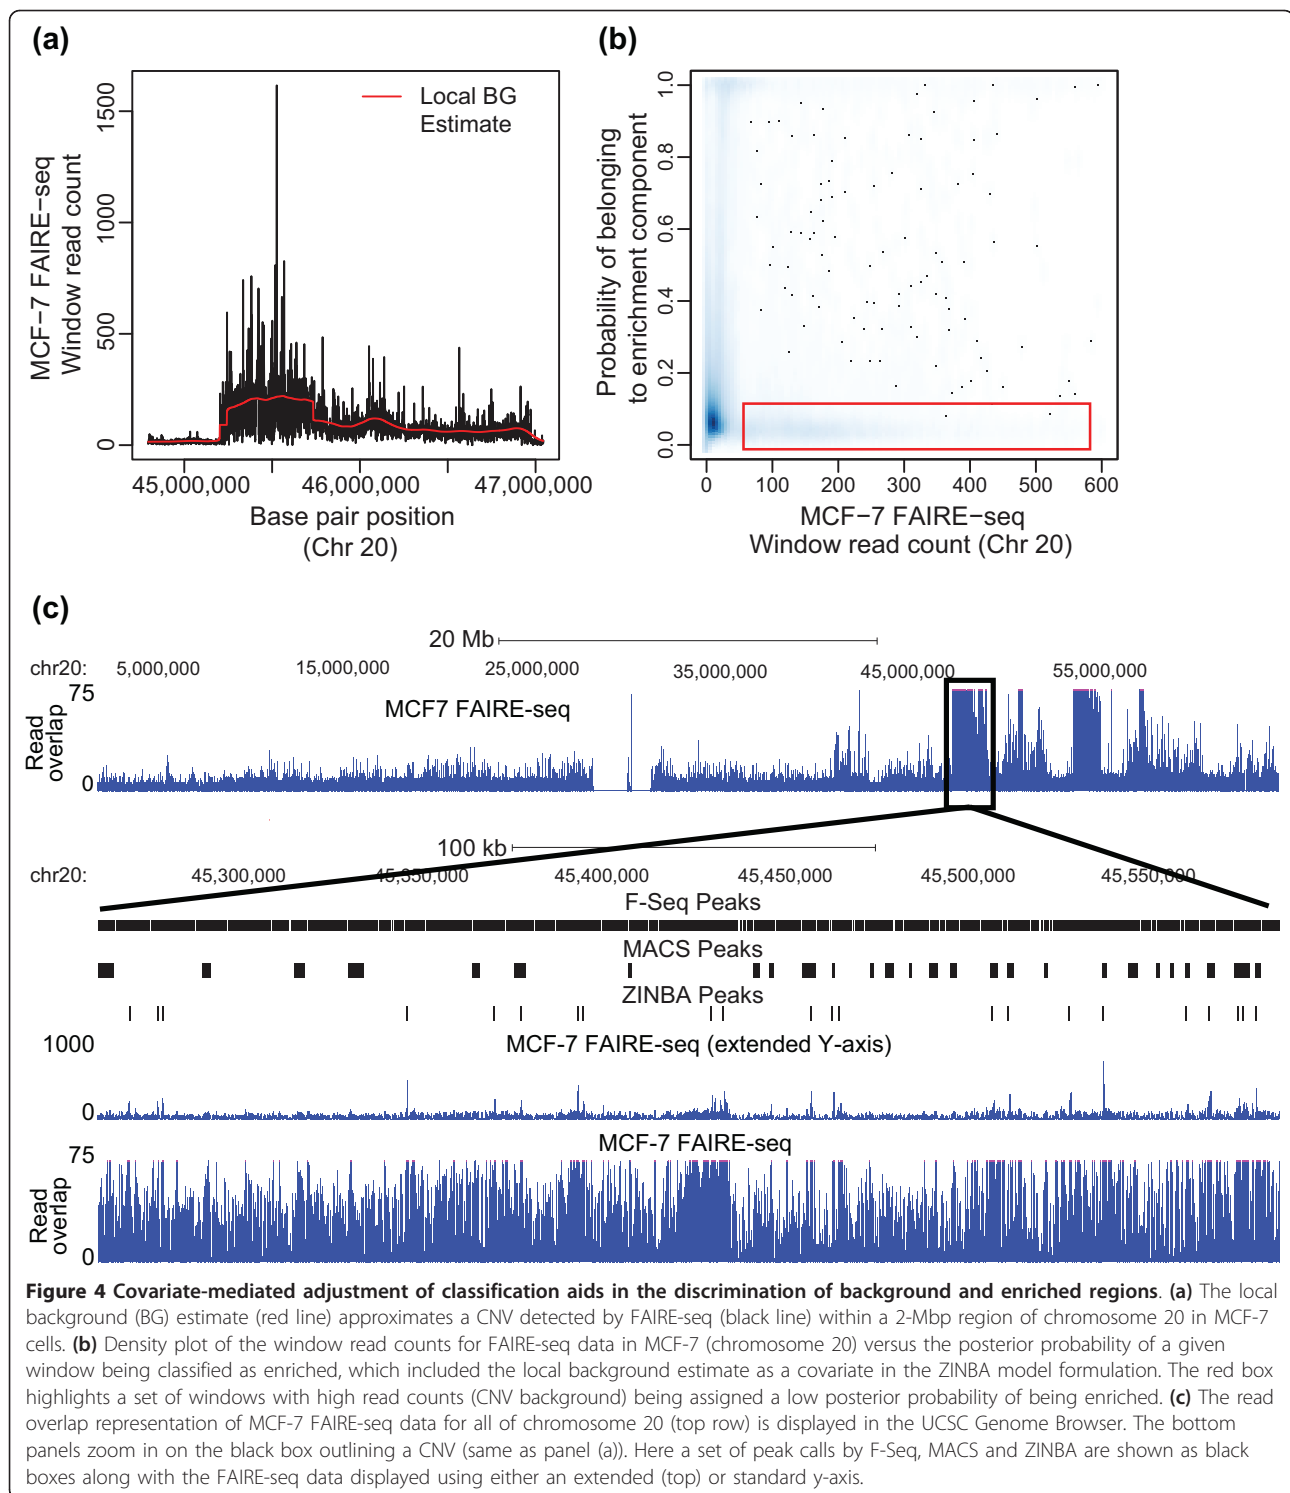 (a)
(b)
MCF-7 FAIRE-seq
Window read count
1500
1000
500
0
Local BG
Estimate
45,000,000
46,000,000
47,000,000
Base pair position
(Chr 20)
Probability of belonging
to enrichment component
1.0
0.8
0.6
0.4
0.2
0.0
0
100
200
300
400
500
600
MCF−7 FAIRE−seq
Window read count (Chr 20)
(c)
20 Mb
chr20:
5,000,000
15,000,000
25,000,000
35,000,000
45,000,000
55,000,000
75
MCF7 FAIRE-seq
Read
overlap
0
100 kb
chr20:
45,300,000
45,350,000
45,400,000
45,450,000
45,500,000
45,550,000
F-Seq Peaks
MACS Peaks
ZINBA Peaks
1000
MCF-7 FAIRE-seq (extended Y-axis)
0
MCF-7 FAIRE-seq
75
Read
overlap
0
Figure 4 Covariate-mediated adjustment of classification aids in the discrimination of background and enriched regions. (a) The local
background (BG) estimate (red line) approximates a CNV detected by FAIRE-seq (black line) within a 2-Mbp region of chromosome 20 in MCF-7
cells. (b) Density plot of the window read counts for FAIRE-seq data in MCF-7 (chromosome 20) versus the posterior probability of a given
window being classified as enriched, which included the local background estimate as a covariate in the ZINBA model formulation. The red box
highlights a set of windows with high read counts (CNV background) being assigned a low posterior probability of being enriched. (c) The read
overlap representation of MCF-7 FAIRE-seq data for all of chromosome 20 (top row) is displayed in the UCSC Genome Browser. The bottom
panels zoom in on the black box outlining a CNV (same as panel (a)). Here a set of peak calls by F-Seq, MACS and ZINBA are shown as black
boxes along with the FAIRE-seq data displayed using either an extended (top) or standard y-axis.